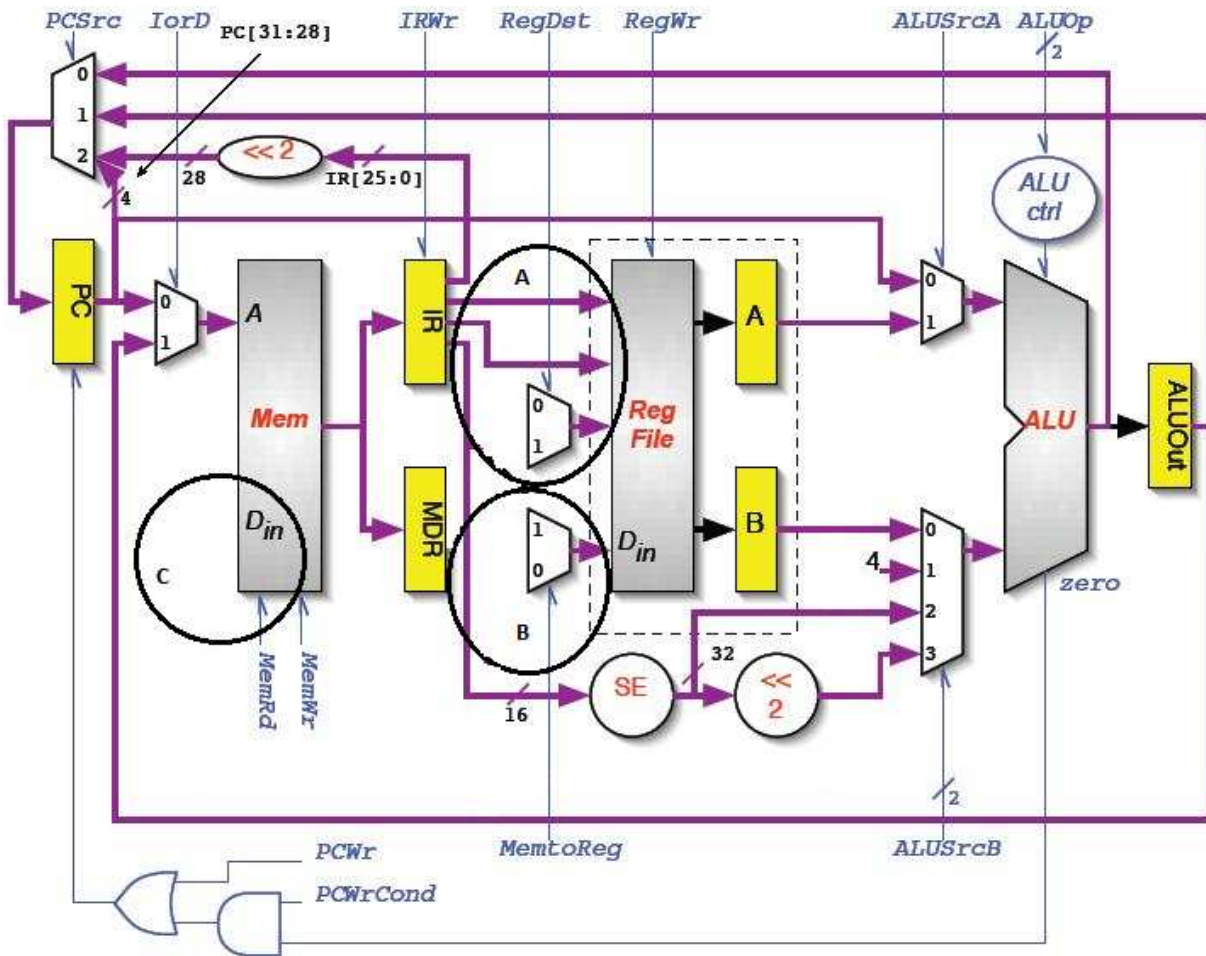 PCSrc IorD IRWr RegDst RegWr ALUSrcA ALUOp
PC[31:28]
2
0
1
2
<< 2
28
IR[25:0]
4
ALU
ctrl
PC
0
1
A
Mem
Din
IR
MDR
A
0
1
Reg
File
Din
A
B
0
1
ALU
ALUOut
C
1
0
B
0
4
1
2
3
zero
MemRd
MemWr
16
SE
32
<<
2
2
MemtoReg
ALUSrcB
PCWr
PCWrCond